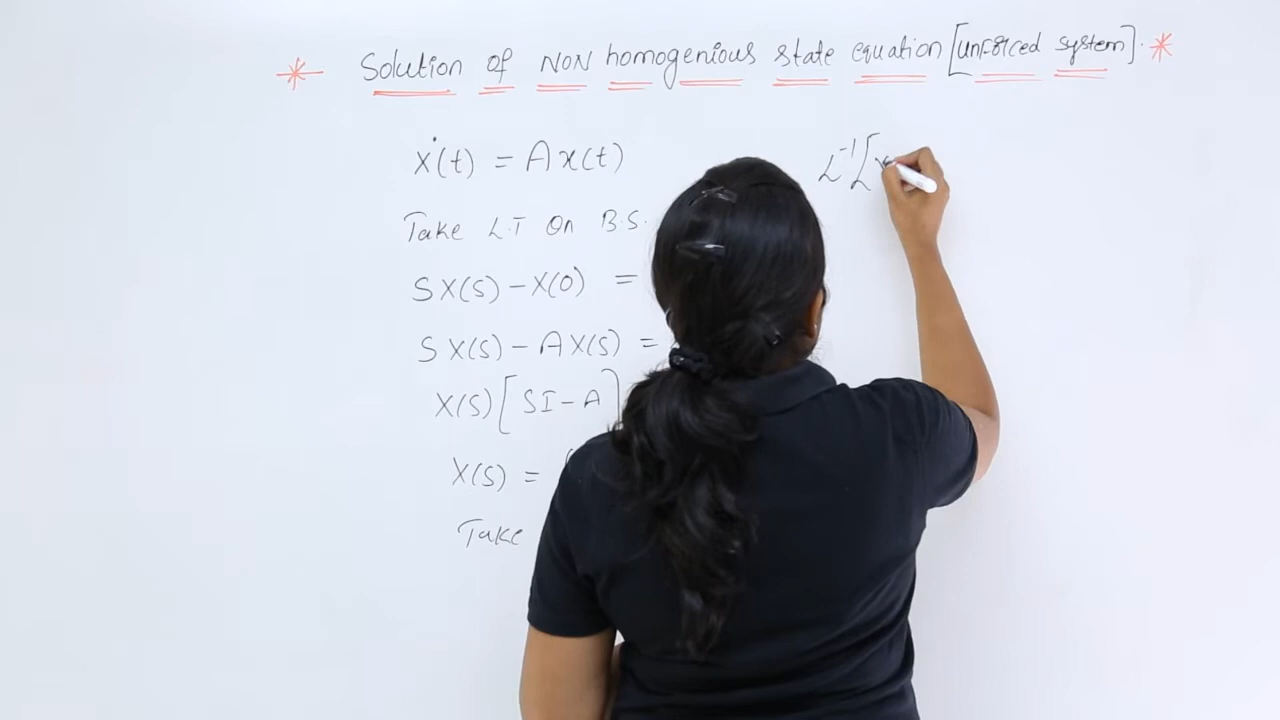 * Solution of NON homogenious state equation [unforced system]. *
ẋ(t) = Ax(t)
Take L.T On B.S.
SX(S) - X(0) =
SX(S) - AX(S) =
X(S) [SI - A]
X(S) =
Take
L⁻¹[x